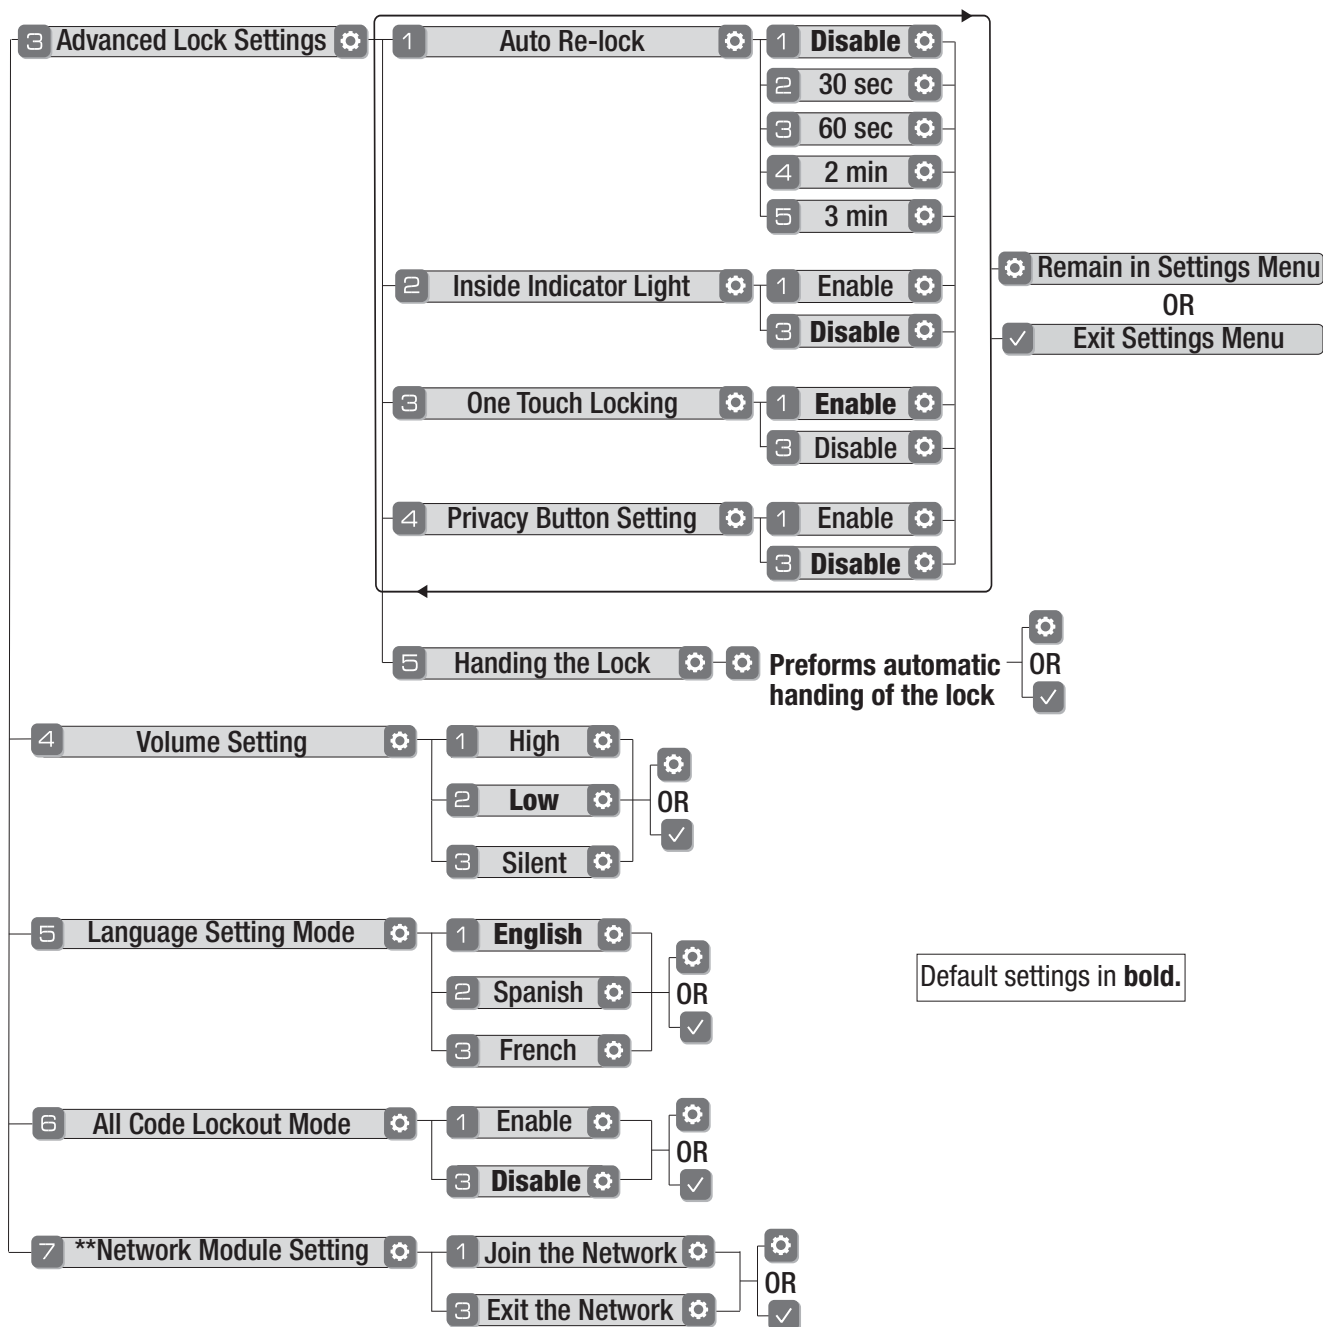 3 Advanced Lock Settings
1 Auto Re-lock
1 Disable
2 30 sec
3 60 sec
4 2 min
5 3 min
2 Inside Indicator Light
1 Enable
3 Disable
3 One Touch Locking
1 Enable
3 Disable
4 Privacy Button Setting
1 Enable
3 Disable
Remain in Settings Menu
OR
Exit Settings Menu
5 Handing the Lock
Preforms automatic
handing of the lock
OR
4 Volume Setting
1 High
2 Low
3 Silent
OR
5 Language Setting Mode
1 English
2 Spanish
3 French
OR
Default settings in bold.
6 All Code Lockout Mode
1 Enable
3 Disable
OR
7 **Network Module Setting
1 Join the Network
3 Exit the Network
OR